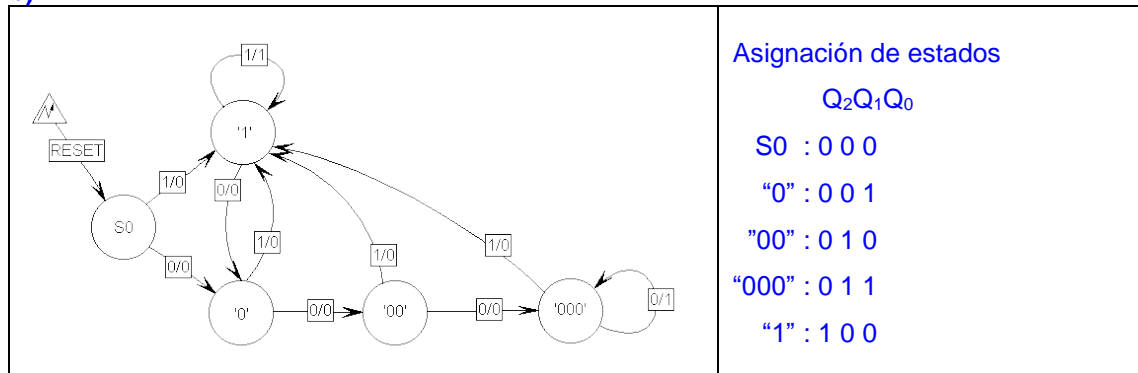 1/1
'1'
RESET
1/0
0/0
1/0
S0
0/0
1/0
1/0
'0'
0/0
'00'
0/0
'000'
0/1
Asignación de estados
Q₂Q₁Q₀
S0 : 0 0 0
“0” : 0 0 1
”00” : 0 1 0
“000” : 0 1 1
“1” : 1 0 0